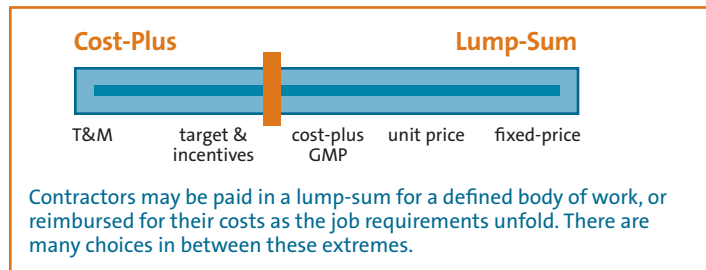 Cost-Plus Lump-Sum
T&M target & cost-plus unit price fixed-price
incentives GMP
Contractors may be paid in a lump-sum for a defined body of work, or
reimbursed for their costs as the job requirements unfold. There are
many choices in between these extremes.